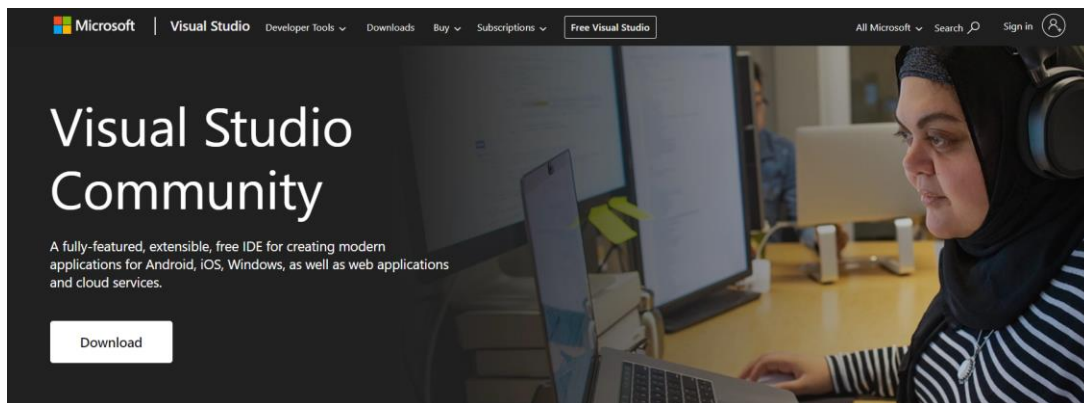 Microsoft Visual Studio Developer Tools Downloads Buy Subscriptions Free Visual Studio All Microsoft Search Sign in
Visual Studio
Community
A fully-featured, extensible, free IDE for creating modern
applications for Android, iOS, Windows, as well as web applications
and cloud services.
Download